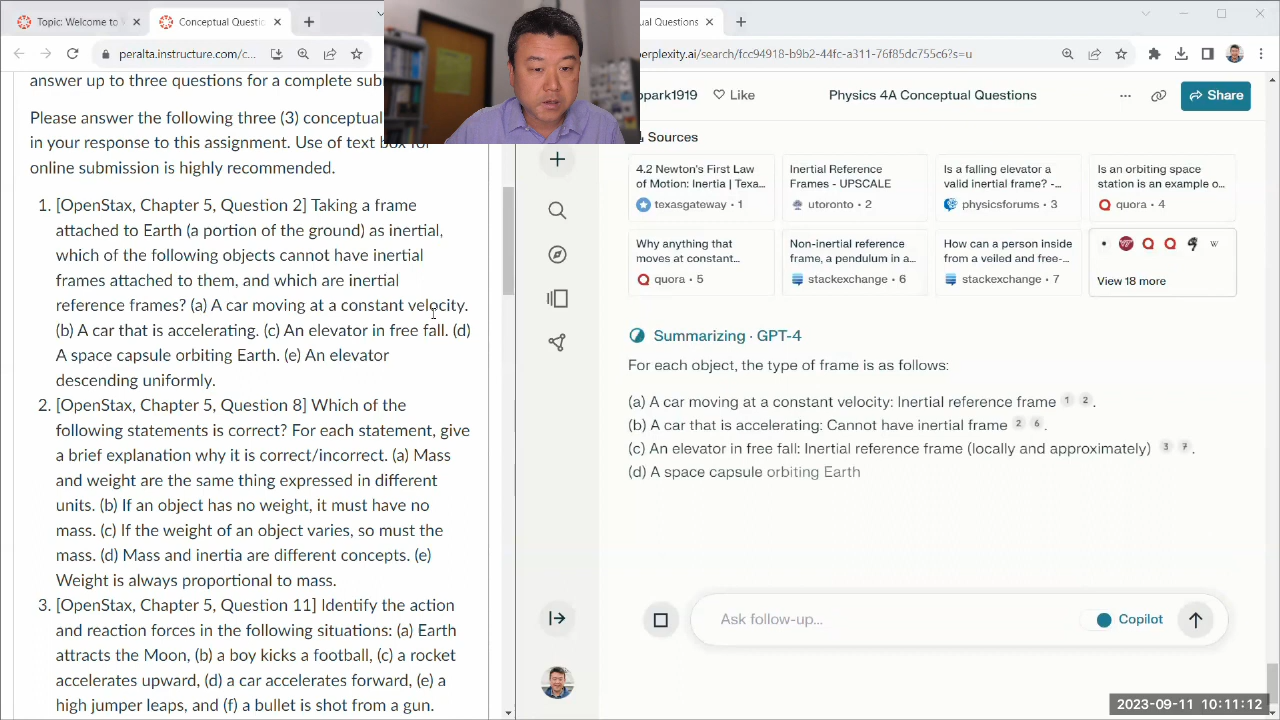 Topic: Welcome to
Conceptual Questio
al Questions
peralta.instructure.com/c...
erplexity.ai/search/fcc94918-b9b2-44fc-a311-76f85dc755c6?s=u
answer up to three questions for a complete sub
Please answer the following three (3) conceptual
in your response to this assignment. Use of text box for
online submission is highly recommended.
1. [OpenStax, Chapter 5, Question 2] Taking a frame
attached to Earth (a portion of the ground) as inertial,
which of the following objects cannot have inertial
frames attached to them, and which are inertial
reference frames? (a) A car moving at a constant velocity.
(b) A car that is accelerating. (c) An elevator in free fall. (d)
A space capsule orbiting Earth. (e) An elevator
descending uniformly.
2. [OpenStax, Chapter 5, Question 8] Which of the
following statements is correct? For each statement, give
a brief explanation why it is correct/incorrect. (a) Mass
and weight are the same thing expressed in different
units. (b) If an object has no weight, it must have no
mass. (c) If the weight of an object varies, so must the
mass. (d) Mass and inertia are different concepts. (e)
Weight is always proportional to mass.
3. [OpenStax, Chapter 5, Question 11] Identify the action
and reaction forces in the following situations: (a) Earth
attracts the Moon, (b) a boy kicks a football, (c) a rocket
accelerates upward, (d) a car accelerates forward, (e) a
high jumper leaps, and (f) a bullet is shot from a gun.
park1919
Like
Physics 4A Conceptual Questions
Share
Sources
4.2 Newton's First Law
of Motion: Inertia | Texa...
texasgateway • 1
Inertial Reference
Frames - UPSCALE
utoronto • 2
Is a falling elevator a
valid inertial frame? -...
physicsforums • 3
Is an orbiting space
station is an example o...
quora • 4
Why anything that
moves at constant...
quora • 5
Non-inertial reference
frame, a pendulum in a...
stackexchange • 6
How can a person inside
from a veiled and free-...
stackexchange • 7
W
View 18 more
Summarizing · GPT-4
For each object, the type of frame is as follows:
(a) A car moving at a constant velocity: Inertial reference frame 1 2 .
(b) A car that is accelerating: Cannot have inertial frame 2 6 .
(c) An elevator in free fall: Inertial reference frame (locally and approximately) 3 7 .
(d) A space capsule orbiting Earth
Ask follow-up...
Copilot
2023-09-11 10:11:12